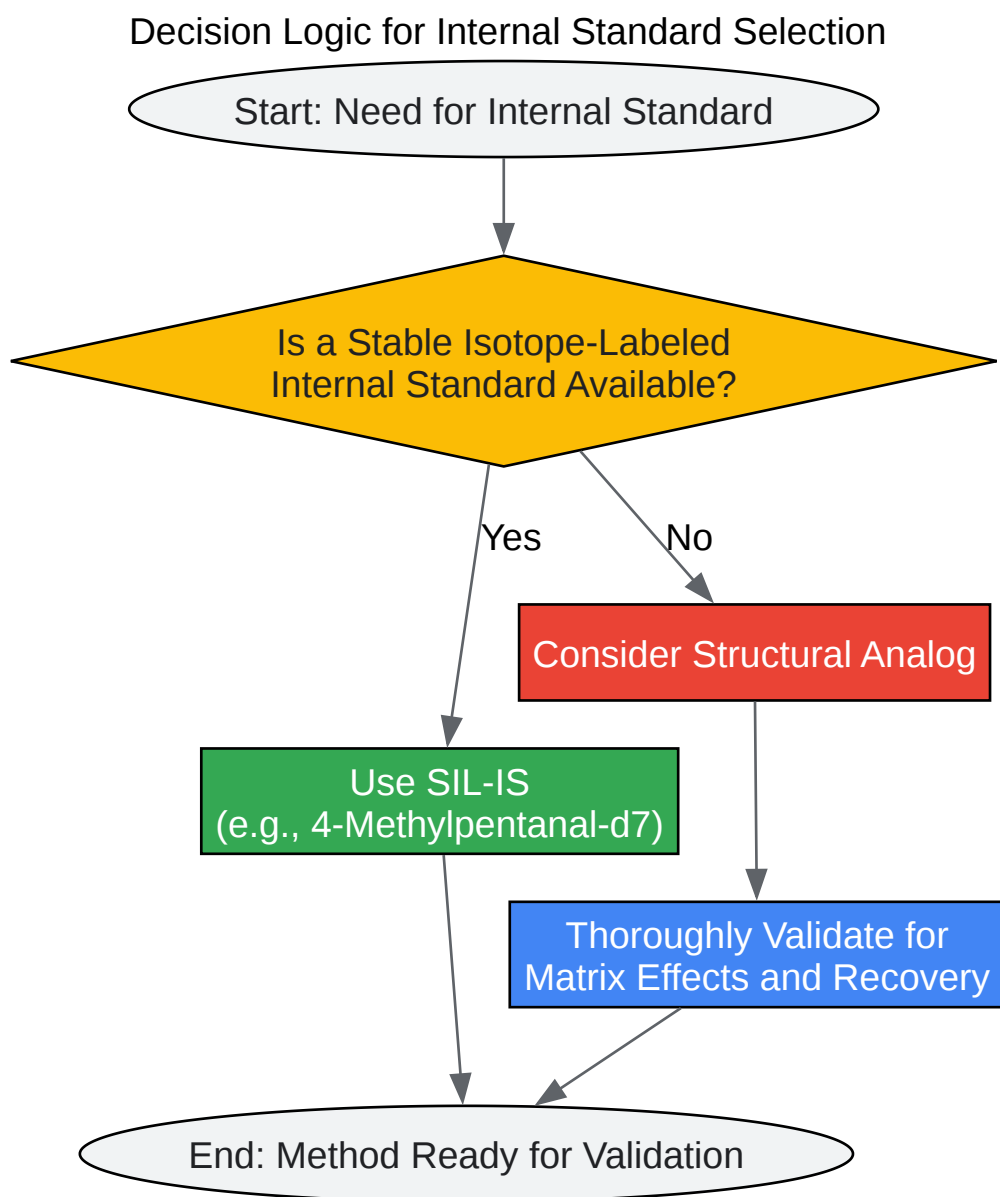 Decision Logic for Internal Standard Selection
Start: Need for Internal Standard
Is a Stable Isotope-Labeled
Internal Standard Available?
Yes
No
Consider Structural Analog
Use SIL-IS
(e.g., 4-Methylpentanal-d7)
Thoroughly Validate for
Matrix Effects and Recovery
End: Method Ready for Validation